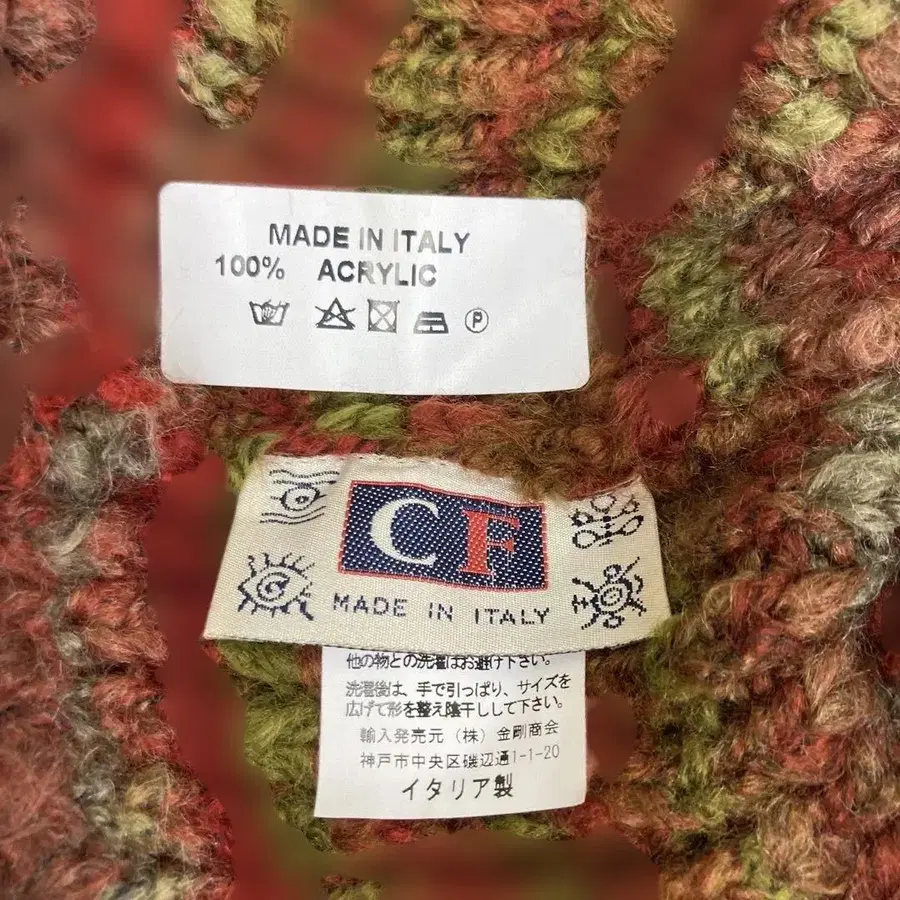 MADE IN ITALY
100% ACRYLIC
P
CF
MADE IN ITALY
他の物との洗濯はお避け下さい。
洗濯後は、手で引っぱり、サイズを
広げて形を整え陰干しして下さい。
輸入発売元(株)金剛商会
神戸市中央区磯辺通1-1-20
イタリア製